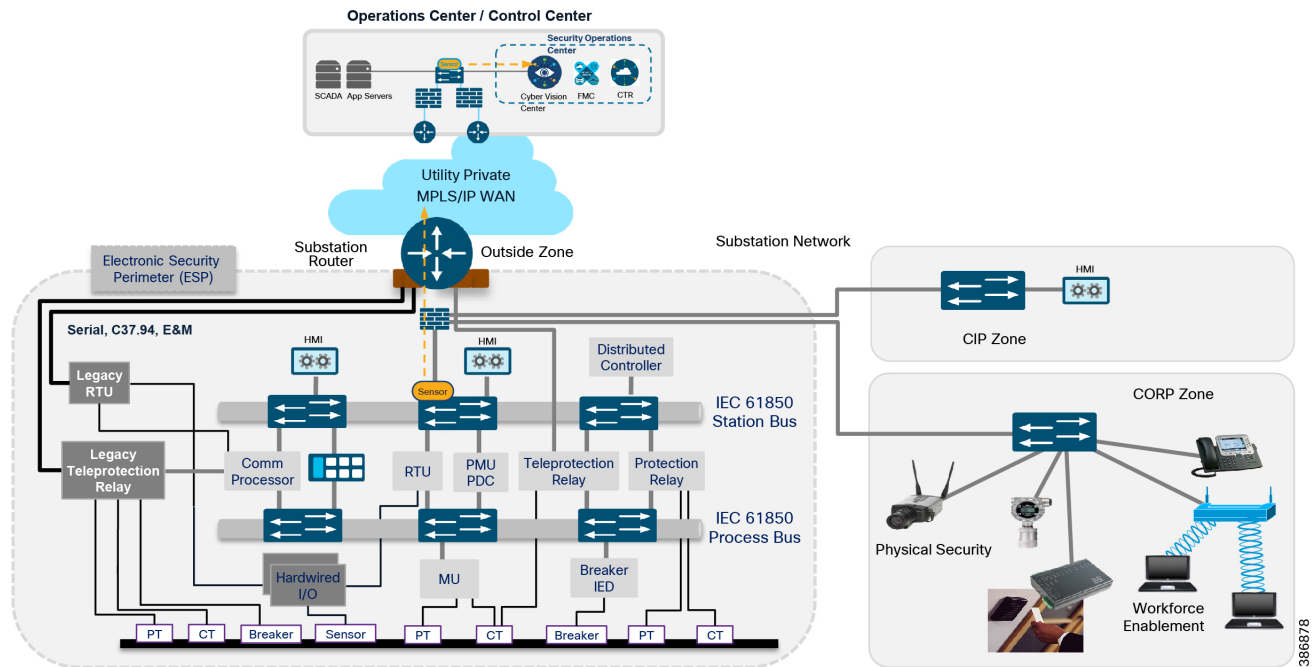 Operations Center / Control Center
Security Operations
Center
Sensor
SCADA
App Servers
Cyber Vision
Center
FMC
CTR
Utility Private
MPLS/IP WAN
Substation
Router
Outside Zone
Substation Network
Electronic Security
Perimeter (ESP)
Serial, C37.94, E&M
HMI
HMI
Distributed
Controller
HMI
CIP Zone
Legacy
RTU
Sensor
IEC 61850
Station Bus
CORP Zone
Legacy
Teleprotection
Relay
Comm
Processor
RTU
PMU
PDC
Teleprotection
Relay
Protection
Relay
IEC 61850
Process Bus
Physical Security
Hardwired
I/O
MU
Breaker
IED
Workforce
Enablement
PT
CT
Breaker
Sensor
PT
CT
Breaker
PT
CT
386878